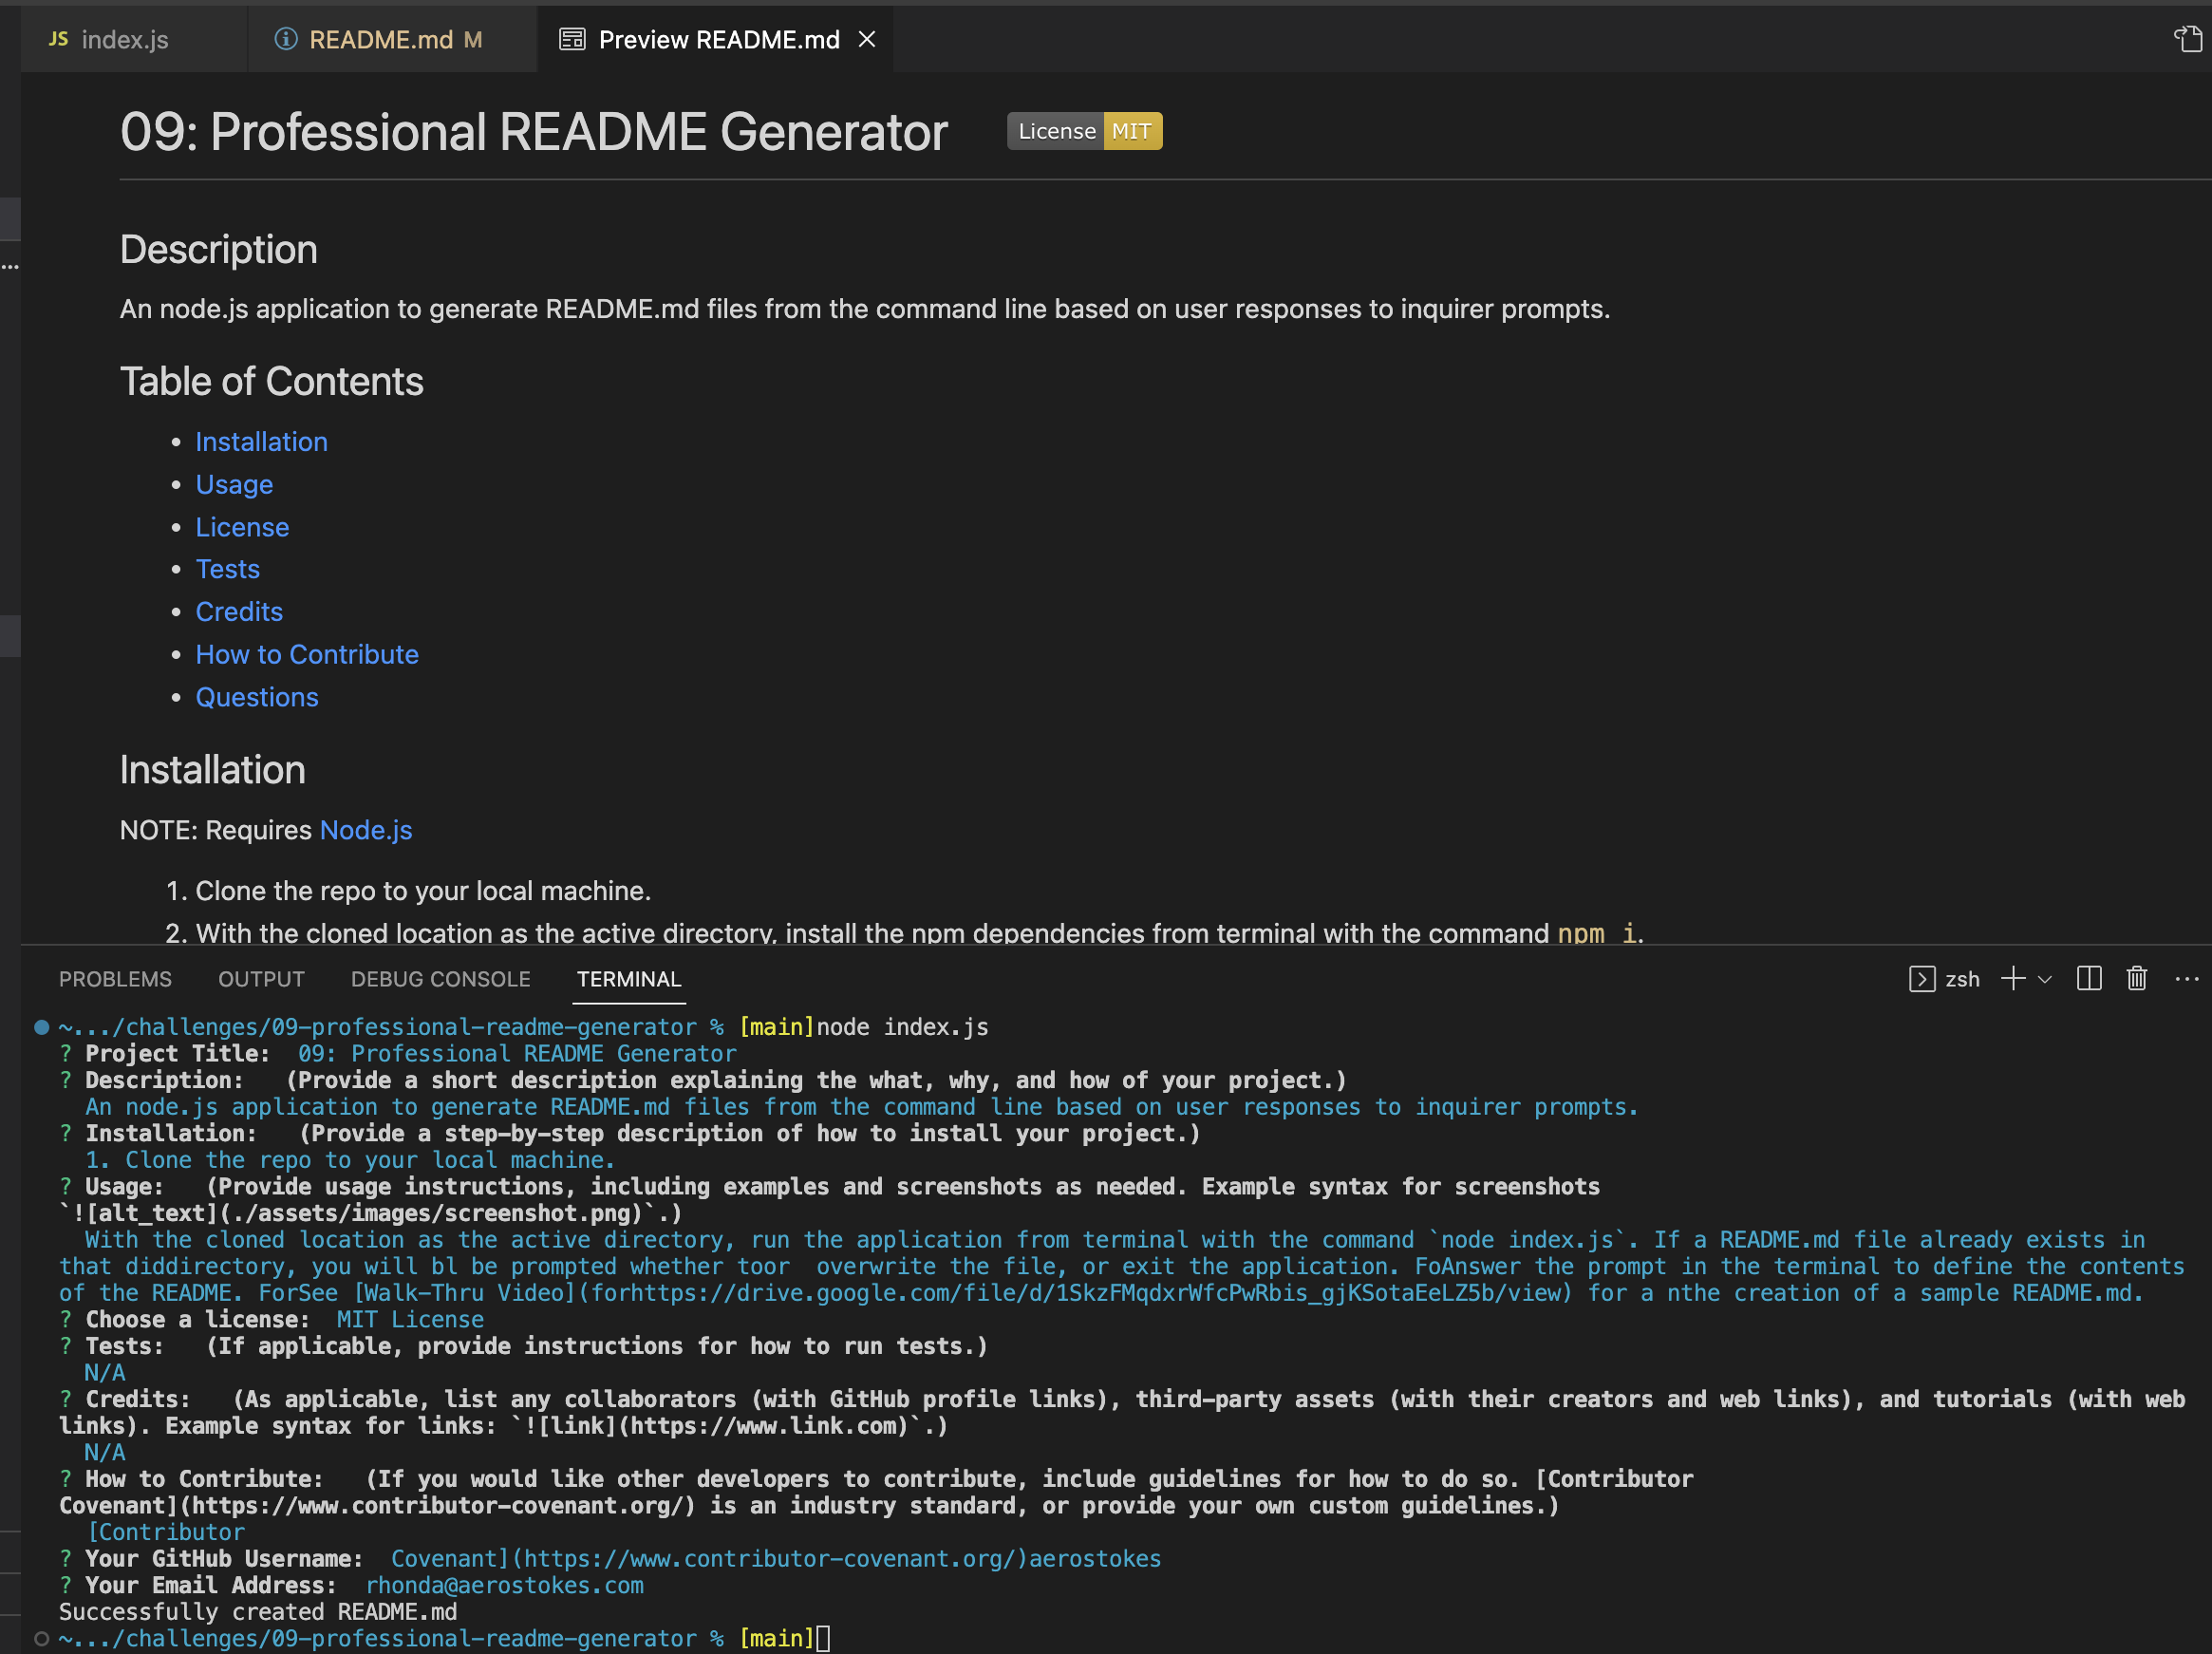 JS index.js
README.md M
Preview README.md
09: Professional README Generator
License MIT
Description
An node.js application to generate README.md files from the command line based on user responses to inquirer prompts.
Table of Contents
• Installation
• Usage
• License
• Tests
• Credits
• How to Contribute
• Questions
Installation
NOTE: Requires Node.js
1. Clone the repo to your local machine.
2. With the cloned location as the active directory, install the npm dependencies from terminal with the command npm i.
PROBLEMS OUTPUT DEBUG CONSOLE TERMINAL
zsh
~.../challenges/09-professional-readme-generator % [main]node index.js
? Project Title:  09: Professional README Generator
? Description:   (Provide a short description explaining the what, why, and how of your project.)
An node.js application to generate README.md files from the command line based on user responses to inquirer prompts.
? Installation:   (Provide a step-by-step description of how to install your project.)
1. Clone the repo to your local machine.
? Usage:   (Provide usage instructions, including examples and screenshots as needed. Example syntax for screenshots
`![alt_text](./assets/images/screenshot.png)`.)
With the cloned location as the active directory, run the application from terminal with the command `node index.js`. If a README.md file already exists in
that diddirectory, you will bl be prompted whether toor  overwrite the file, or exit the application. FoAnswer the prompt in the terminal to define the contents
of the README. ForSee [Walk-Thru Video](forhttps://drive.google.com/file/d/1SkzFMqdxrWfcPwRbis_gjKSotaEeLZ5b/view) for a nthe creation of a sample README.md.
? Choose a license:  MIT License
? Tests:   (If applicable, provide instructions for how to run tests.)
N/A
? Credits:   (As applicable, list any collaborators (with GitHub profile links), third-party assets (with their creators and web links), and tutorials (with web
links). Example syntax for links: `![link](https://www.link.com)`.)
N/A
? How to Contribute:   (If you would like other developers to contribute, include guidelines for how to do so. [Contributor
Covenant](https://www.contributor-covenant.org/) is an industry standard, or provide your own custom guidelines.)
[Contributor
? Your GitHub Username:  Covenant](https://www.contributor-covenant.org/)aerostokes
? Your Email Address:  rhonda@aerostokes.com
Successfully created README.md
~.../challenges/09-professional-readme-generator % [main]